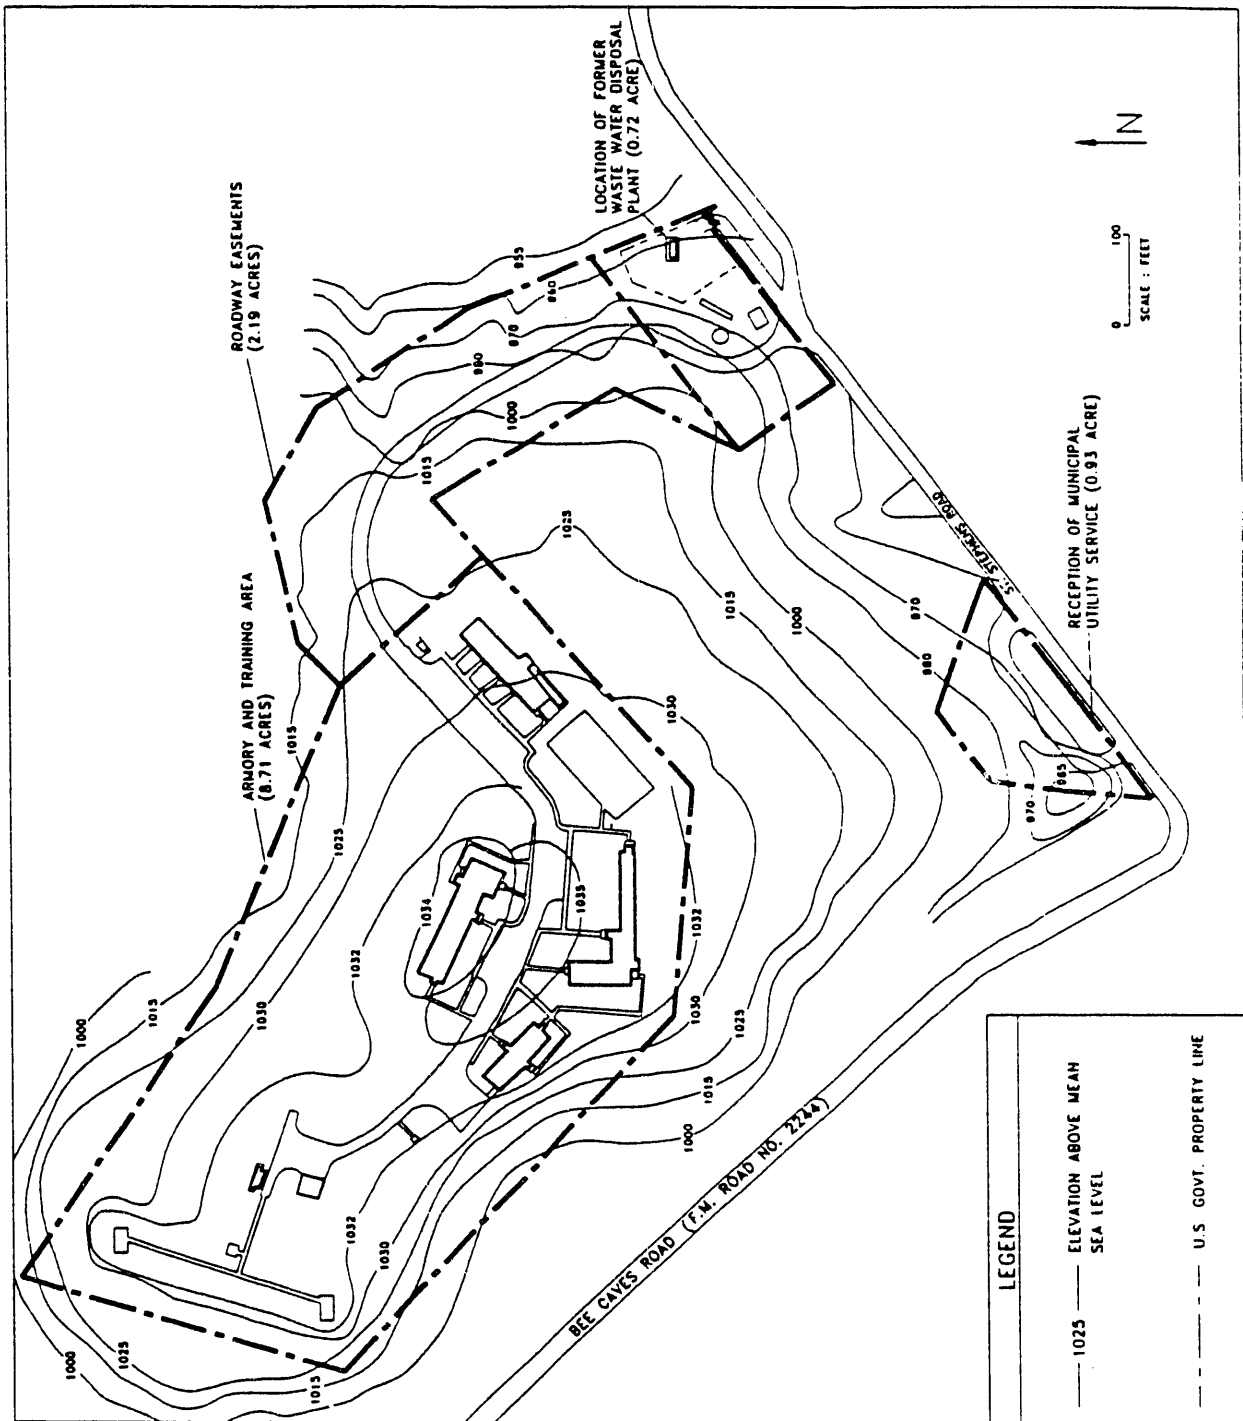 LOCATION OF FORMER
WASTE WATER DISPOSAL
PLANT (0.72 ACRE)
ROADWAY EASEMENTS
(2.19 ACRES)
ARMORY AND TRAINING AREA
(8.71 ACRES)
N
0 100
SCALE : FEET
955
960
970
980
1000
1015
1025
1015
1025
1015
1000
970
980
1030
1034
1035
1032
1032
1030
1025
1015
1000
1030
1015
1000
1032
1030
1025
1000
1015
970
965
ST. STEPHENS ROAD
RECEPTION OF MUNICIPAL
UTILITY SERVICE (0.93 ACRE)
BEE CAVES ROAD (F.M. ROAD NO. 2244)
LEGEND
1025 ELEVATION ABOVE MEAN
SEA LEVEL
U.S GOVT. PROPERTY LINE